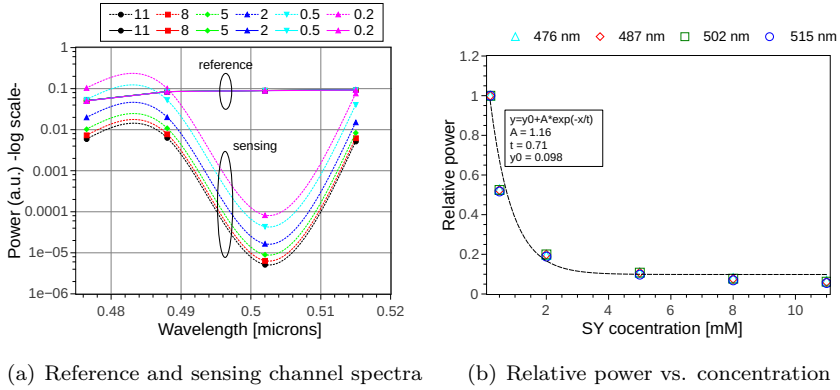 11 8 5 2 0.5 0.2
11 8 5 2 0.5 0.2
1
0.1
0.01
0.001
0.0001
1e−05
1e−06
Power (a.u.) -log scale-
reference
sensing
0.48 0.49 0.5 0.51 0.52
Wavelength [microns]
(a) Reference and sensing channel spectra
476 nm 487 nm 502 nm 515 nm
1.2
1
0.8
0.6
0.4
0.2
0
Relative power
y=y0+A*exp(-x/t)
A = 1.16
t = 0.71
y0 = 0.098
2 4 6 8 10
SY cocentration [mM]
(b) Relative power vs. concentration